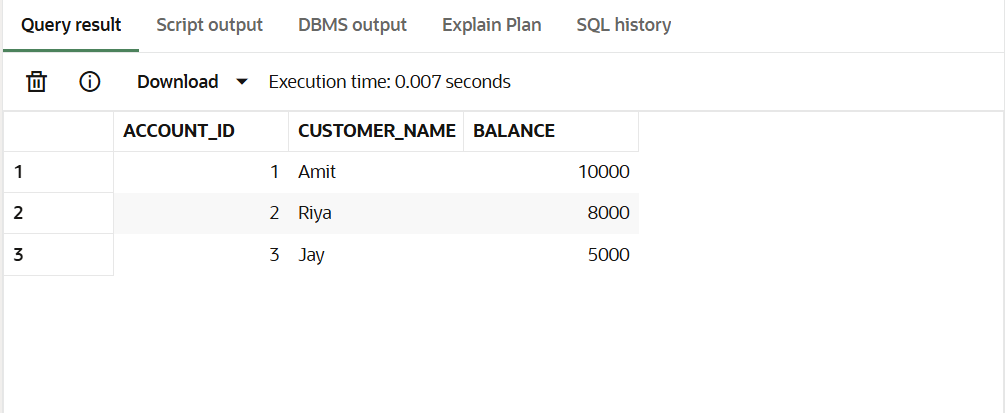 Query result Script output DBMS output Explain Plan SQL history
Download Execution time: 0.007 seconds
ACCOUNT_ID CUSTOMER_NAME BALANCE
1 1 Amit 10000
2 2 Riya 8000
3 3 Jay 5000